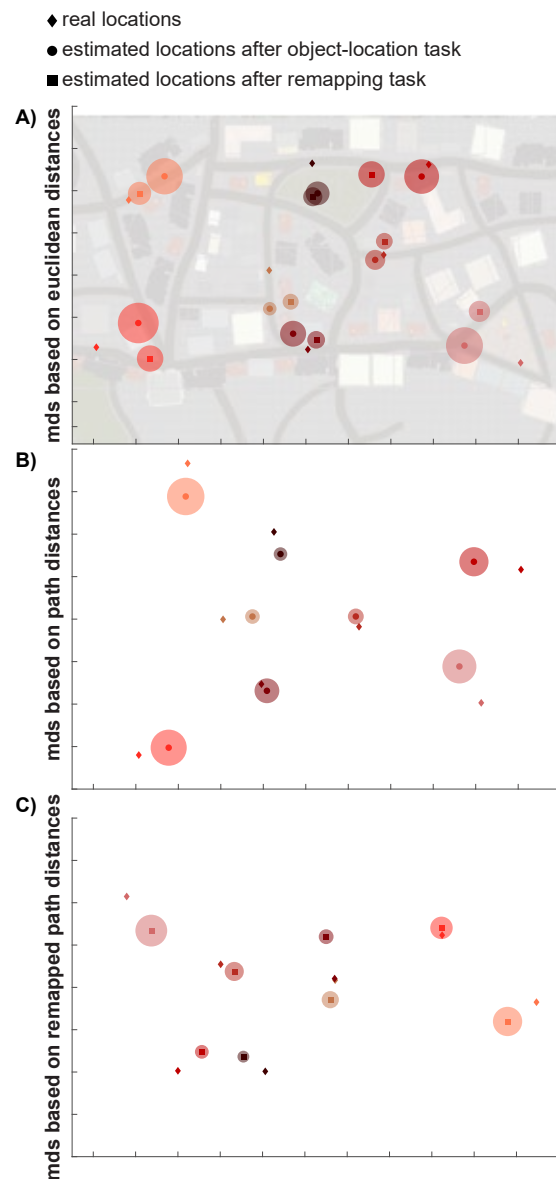 real locations
estimated locations after object-location task
estimated locations after remapping task
A)
mds based on euclidean distances
B)
mds based on path distances
C)
mds based on remapped path distances